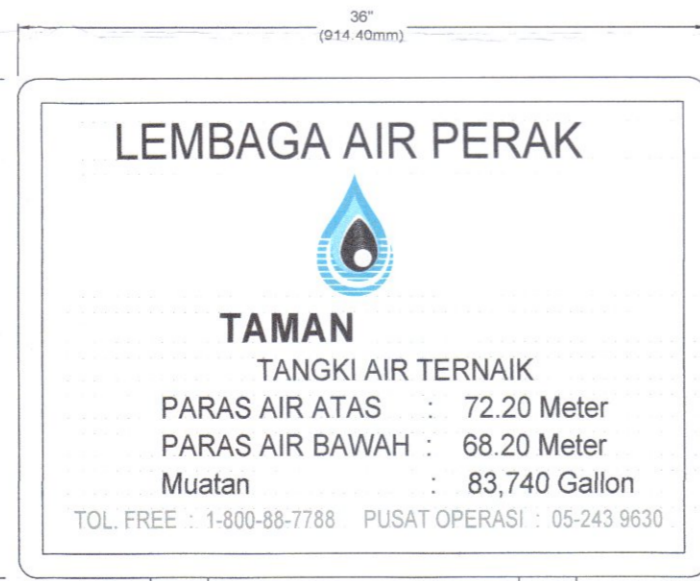 36"
(914.40mm)
LEMBAGA AIR PERAK
TAMAN
TANGKI AIR TERNAIK
PARAS AIR ATAS : 72.20 Meter
PARAS AIR BAWAH : 68.20 Meter
Muatan : 83,740 Gallon
TOL. FREE : 1-800-88-7788 PUSAT OPERASI : 05-243 9630